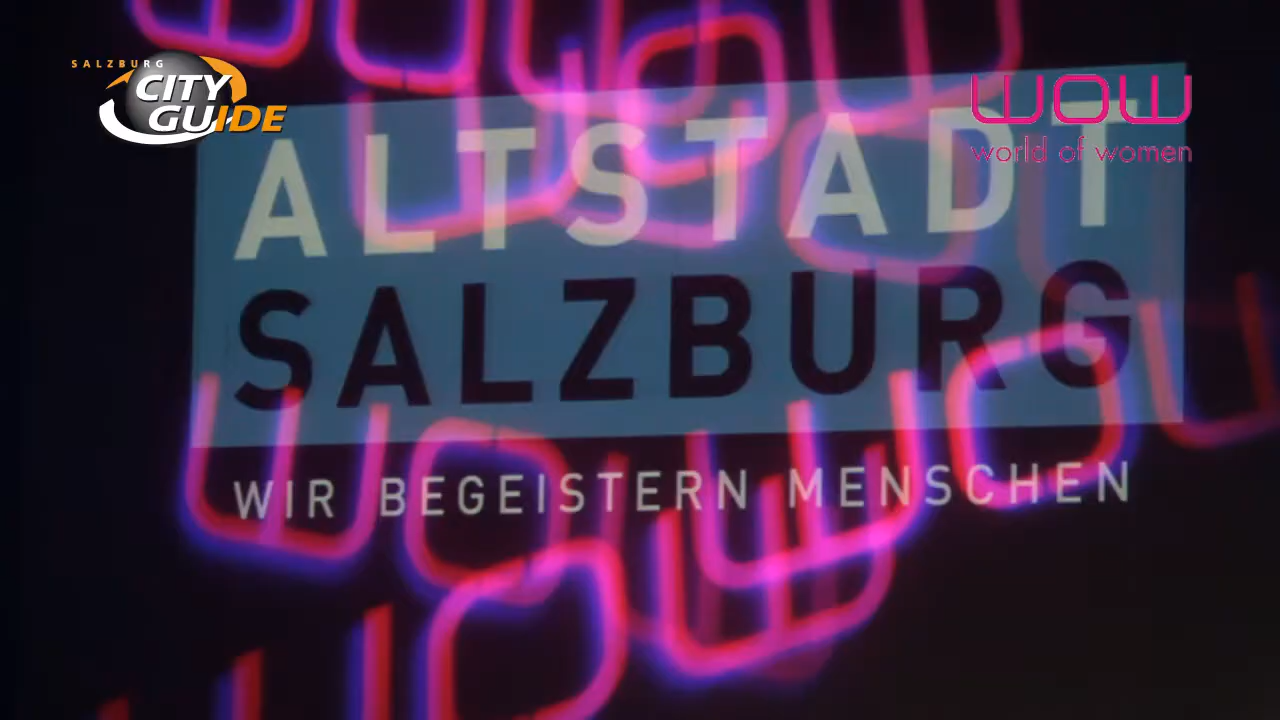 SALZBURG
CITY
GUIDE
wow
world of women
ALTSTADT
SALZBURG
WIR BEGEISTERN MENSCHEN